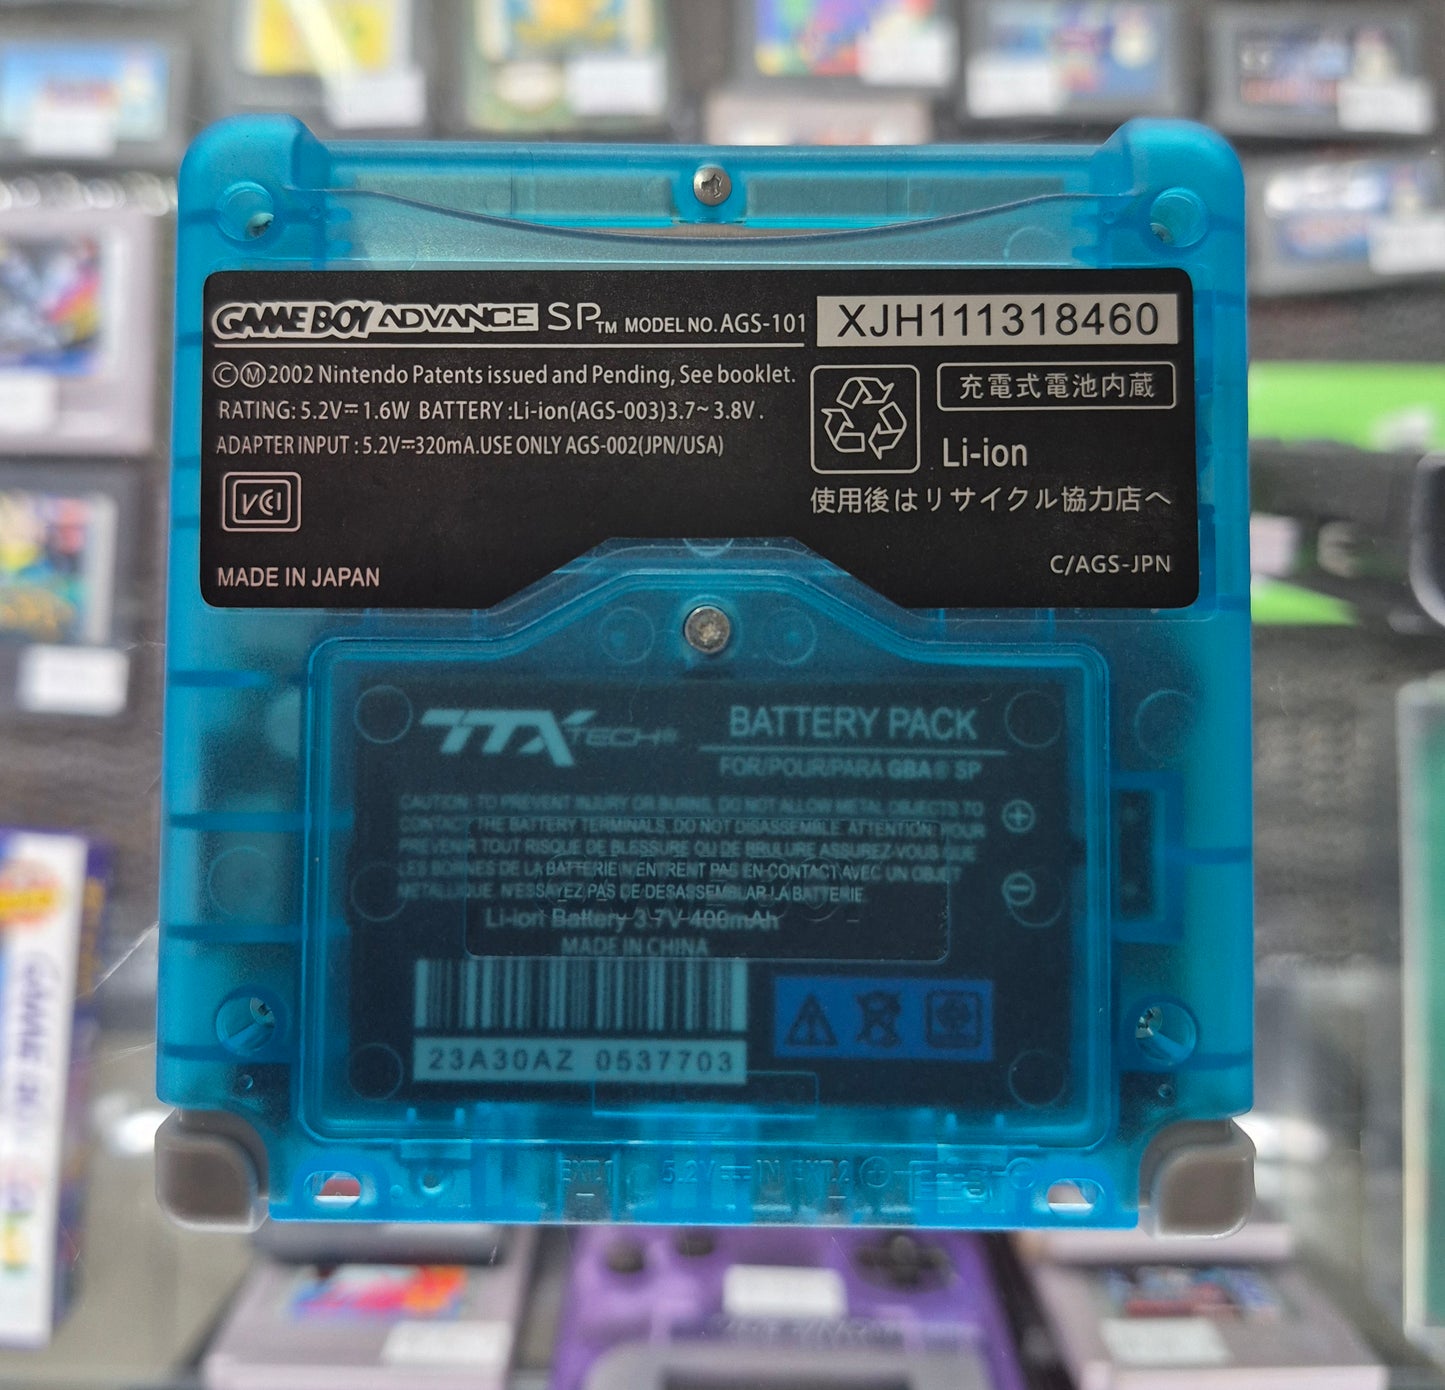 GAME BOY ADVANCE SP TM MODEL NO. AGS-101
XJH111318460
ⒸⓂ2002 Nintendo Patents issued and Pending, See booklet.
RATING: 5.2V⎓1.6W BATTERY :Li-ion(AGS-003)3.7~ 3.8V .
ADAPTER INPUT : 5.2V⎓320mA.USE ONLY AGS-002(JPN/USA)
VCI
MADE IN JAPAN
充電式電池内蔵
Li-ion
使用後はリサイクル協力店へ
C/AGS-JPN
TTX TECH®
BATTERY PACK
FOR/POUR/PARA GBA® SP
CAUTION: TO PREVENT INJURY OR BURNS, DO NOT ALLOW METAL OBJECTS TO
CONTACT THE BATTERY TERMINALS. DO NOT DISASSEMBLE. ATTENTION: POUR
PREVENIR TOUT RISQUE DE BLESSURE OU DE BRULURE ASSUREZ-VOUS QUE
LES BORNES DE LA BATTERIE N'ENTRENT PAS EN CONTACT AVEC UN OBJET
METALLIQUE. N'ESSAYEZ PAS DE DESASSEMBLAR LA BATTERIE.
Li-ion Battery 3.7V 400mAh
MADE IN CHINA
23A30AZ 0537703
EXT.1 5.2V⎓IN EXT.2